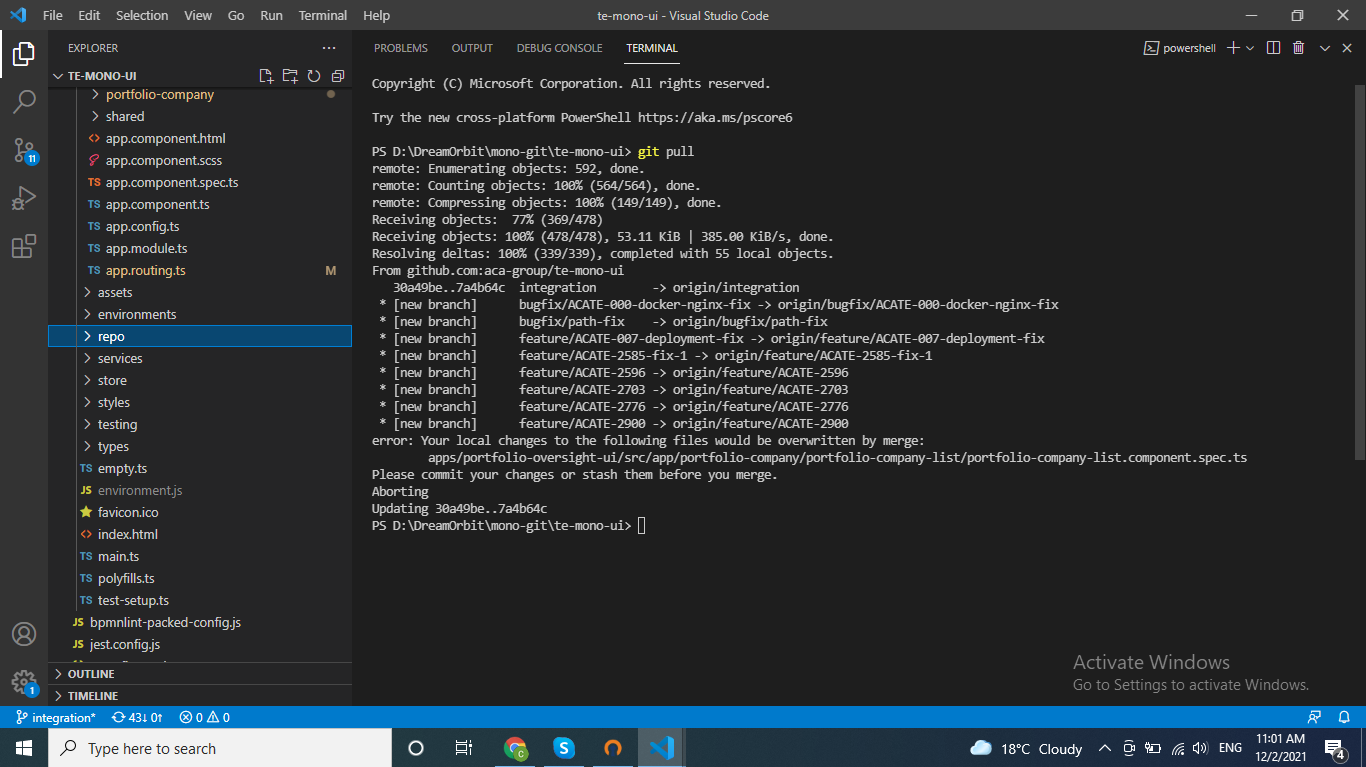 File Edit Selection View Go Run Terminal Help
te-mono-ui - Visual Studio Code
EXPLORER
TE-MONO-UI
portfolio-company
shared
app.component.html
app.component.scss
TS app.component.spec.ts
TS app.component.ts
TS app.config.ts
TS app.module.ts
TS app.routing.ts M
assets
environments
repo
services
store
styles
testing
types
TS empty.ts
JS environment.js
favicon.ico
index.html
TS main.ts
TS polyfills.ts
TS test-setup.ts
JS bpmnlint-packed-config.js
JS jest.config.js
OUTLINE
TIMELINE
11
1
PROBLEMS OUTPUT DEBUG CONSOLE TERMINAL
powershell
Copyright (C) Microsoft Corporation. All rights reserved.
Try the new cross-platform PowerShell https://aka.ms/pscore6
PS D:\DreamOrbit\mono-git\te-mono-ui> git pull
remote: Enumerating objects: 592, done.
remote: Counting objects: 100% (564/564), done.
remote: Compressing objects: 100% (149/149), done.
Receiving objects:  77% (369/478)
Receiving objects: 100% (478/478), 53.11 KiB | 385.00 KiB/s, done.
Resolving deltas: 100% (339/339), completed with 55 local objects.
From github.com:aca-group/te-mono-ui
30a49be..7a4b64c  integration        -> origin/integration
* [new branch]      bugfix/ACATE-000-docker-nginx-fix -> origin/bugfix/ACATE-000-docker-nginx-fix
* [new branch]      bugfix/path-fix    -> origin/bugfix/path-fix
* [new branch]      feature/ACATE-007-deployment-fix -> origin/feature/ACATE-007-deployment-fix
* [new branch]      feature/ACATE-2585-fix-1 -> origin/feature/ACATE-2585-fix-1
* [new branch]      feature/ACATE-2596 -> origin/feature/ACATE-2596
* [new branch]      feature/ACATE-2703 -> origin/feature/ACATE-2703
* [new branch]      feature/ACATE-2776 -> origin/feature/ACATE-2776
* [new branch]      feature/ACATE-2900 -> origin/feature/ACATE-2900
error: Your local changes to the following files would be overwritten by merge:
apps/portfolio-oversight-ui/src/app/portfolio-company/portfolio-company-list/portfolio-company-list.component.spec.ts
Please commit your changes or stash them before you merge.
Aborting
Updating 30a49be..7a4b64c
PS D:\DreamOrbit\mono-git\te-mono-ui>
Activate Windows
Go to Settings to activate Windows.
integration* 43↓ 0↑ 0 0
Type here to search
18°C Cloudy
ENG
11:01 AM
12/2/2021
4